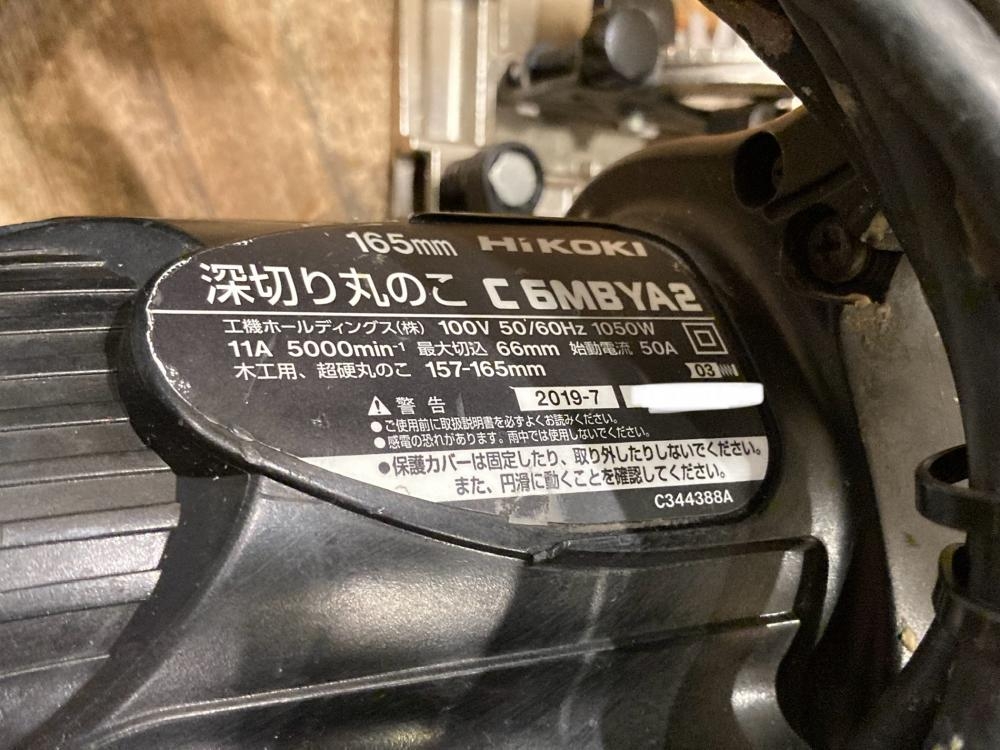 165mm HiKOKI
深切り丸のこ C 6MBYA2
工機ホールディングス(株) 100V 50/60Hz 1050W
11A 5000min-1 最大切込 66mm 始動電流 50A
木工用、超硬丸のこ 157-165mm 03
警告 2019-7
●ご使用前に取扱説明書を必ずよくお読みください。
●感電の恐れがあります。雨中では使用しないでください。
●保護カバーは固定したり、取り外したりしないでください。
また、円滑に動くことを確認してください。
C344388A